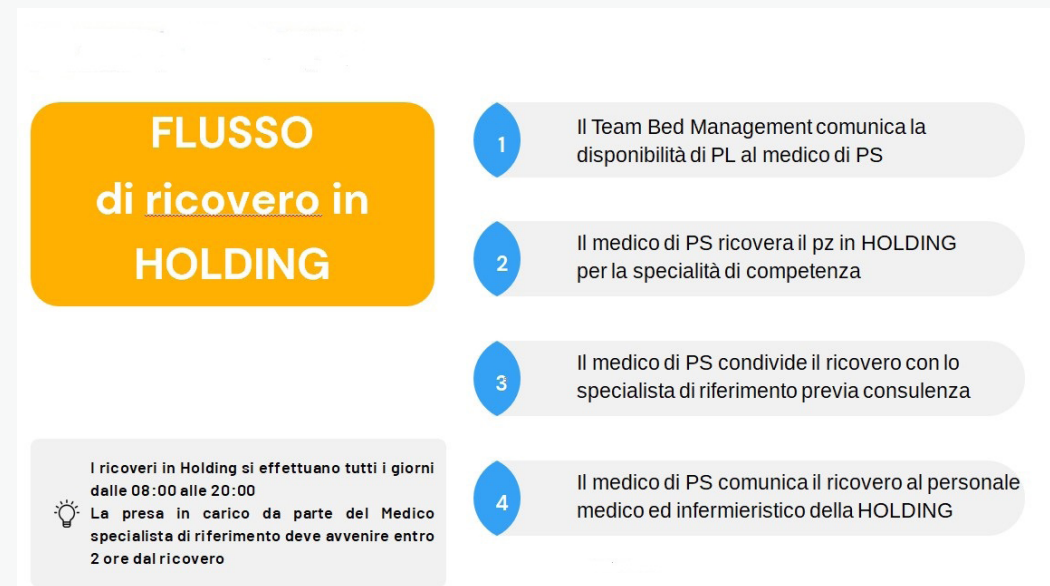 FLUSSO
di ricovero in
HOLDING
I ricoveri in Holding si effettuano tutti i giorni
dalle 08:00 alle 20:00
La presa in carico da parte del Medico
specialista di riferimento deve avvenire entro
2 ore dal ricovero
1
Il Team Bed Management comunica la
disponibilità di PL al medico di PS
2
Il medico di PS ricovera il pz in HOLDING
per la specialità di competenza
3
Il medico di PS condivide il ricovero con lo
specialista di riferimento previa consulenza
4
Il medico di PS comunica il ricovero al personale
medico ed infermieristico della HOLDING